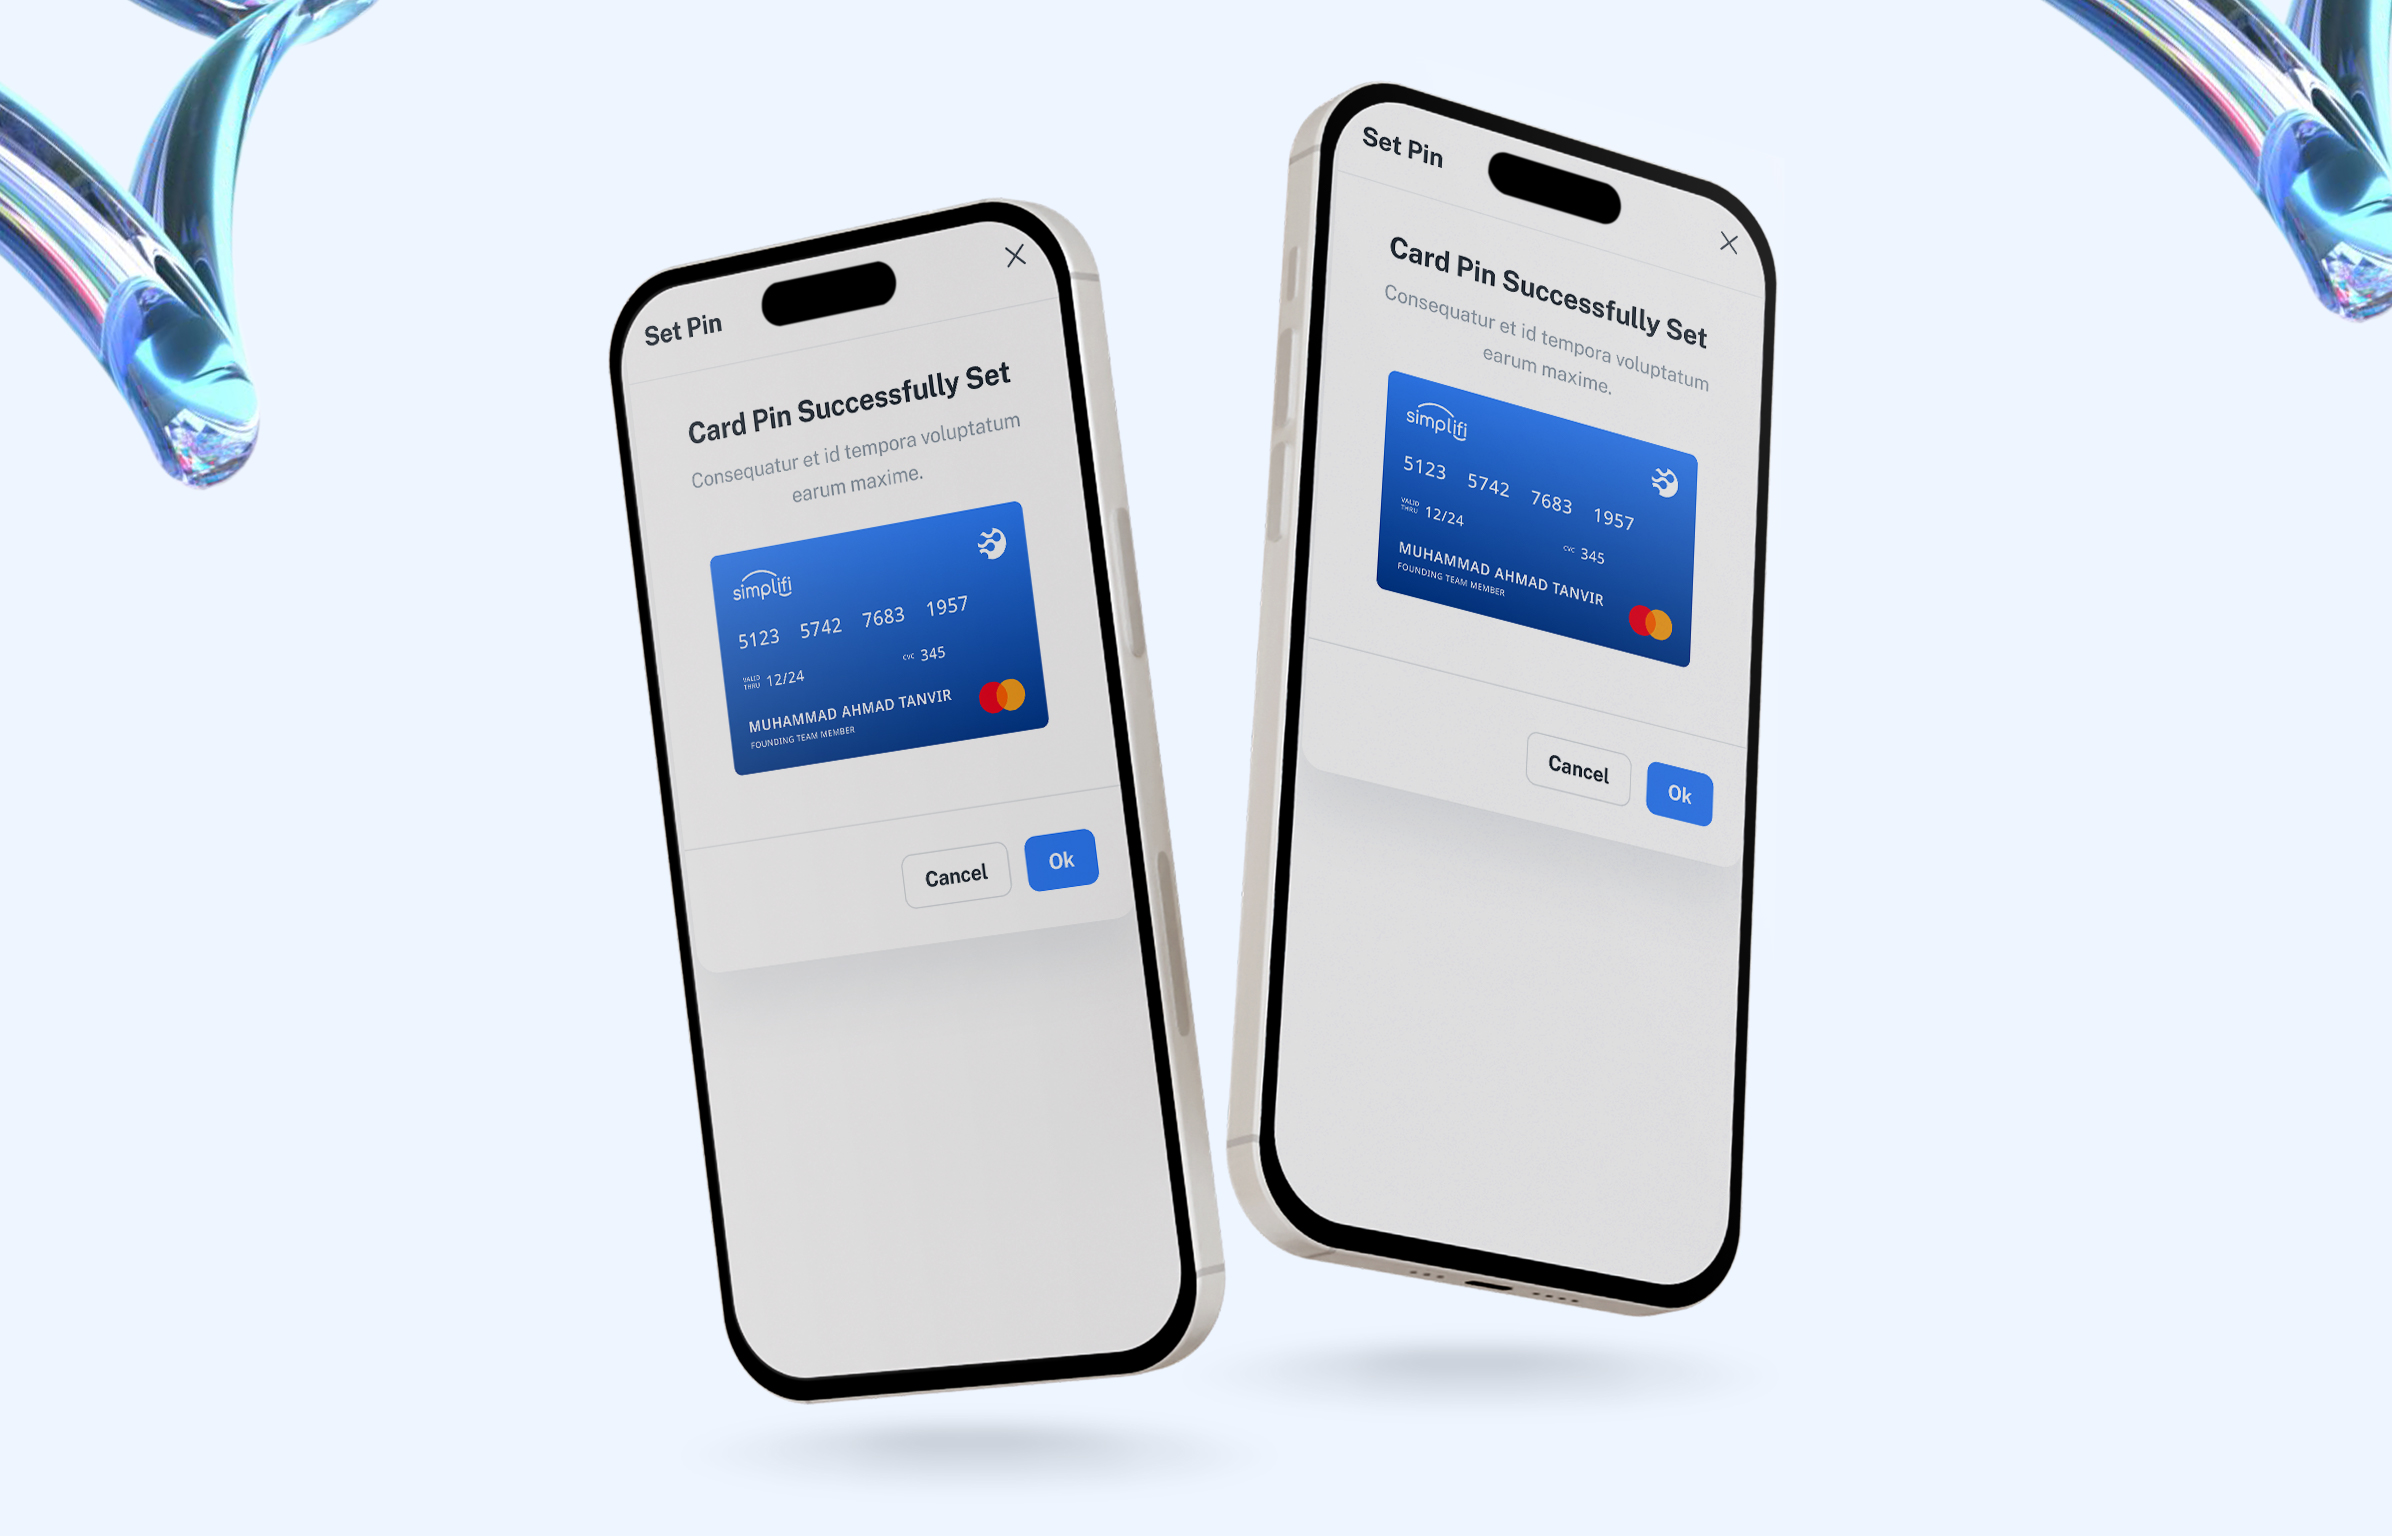 Set Pin
Card Pin Successfully Set
Consequatur et id tempora voluptatum
earum maxime.
simplifi
5123 5742 7683 1957
VALID
THRU 12/24
CVC 345
MUHAMMAD AHMAD TANVIR
FOUNDING TEAM MEMBER
Cancel Ok
Set Pin
Card Pin Successfully Set
Consequatur et id tempora voluptatum
earum maxime.
simplifi
5123 5742 7683 1957
VALID
THRU 12/24
CVC 345
MUHAMMAD AHMAD TANVIR
FOUNDING TEAM MEMBER
Cancel Ok